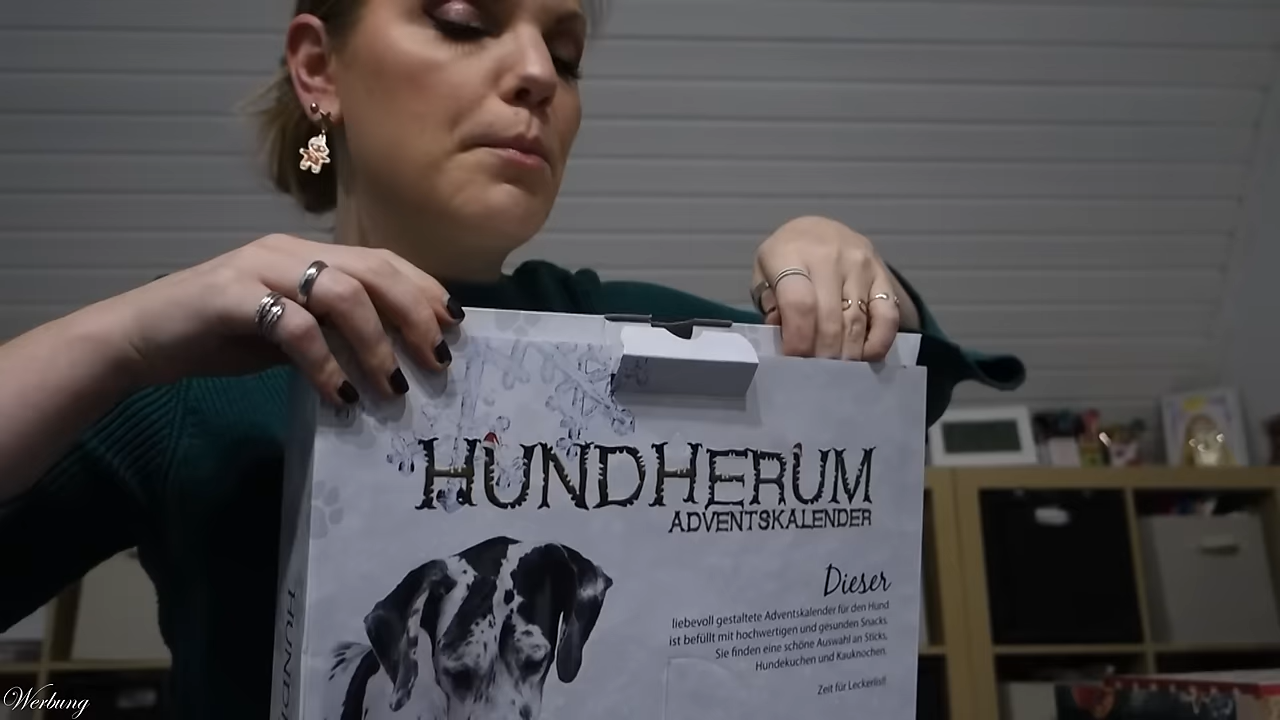 HUNDHERUM
ADVENTSKALENDER
Dieser
liebevoll gestaltete Adventskalender für den Hund
ist befüllt mit hochwertigen und gesunden Snacks.
Sie finden eine schöne Auswahl an Sticks,
Hundekuchen und Kauknochen.
Zeit für Leckerlis!!
HUND
Werbung